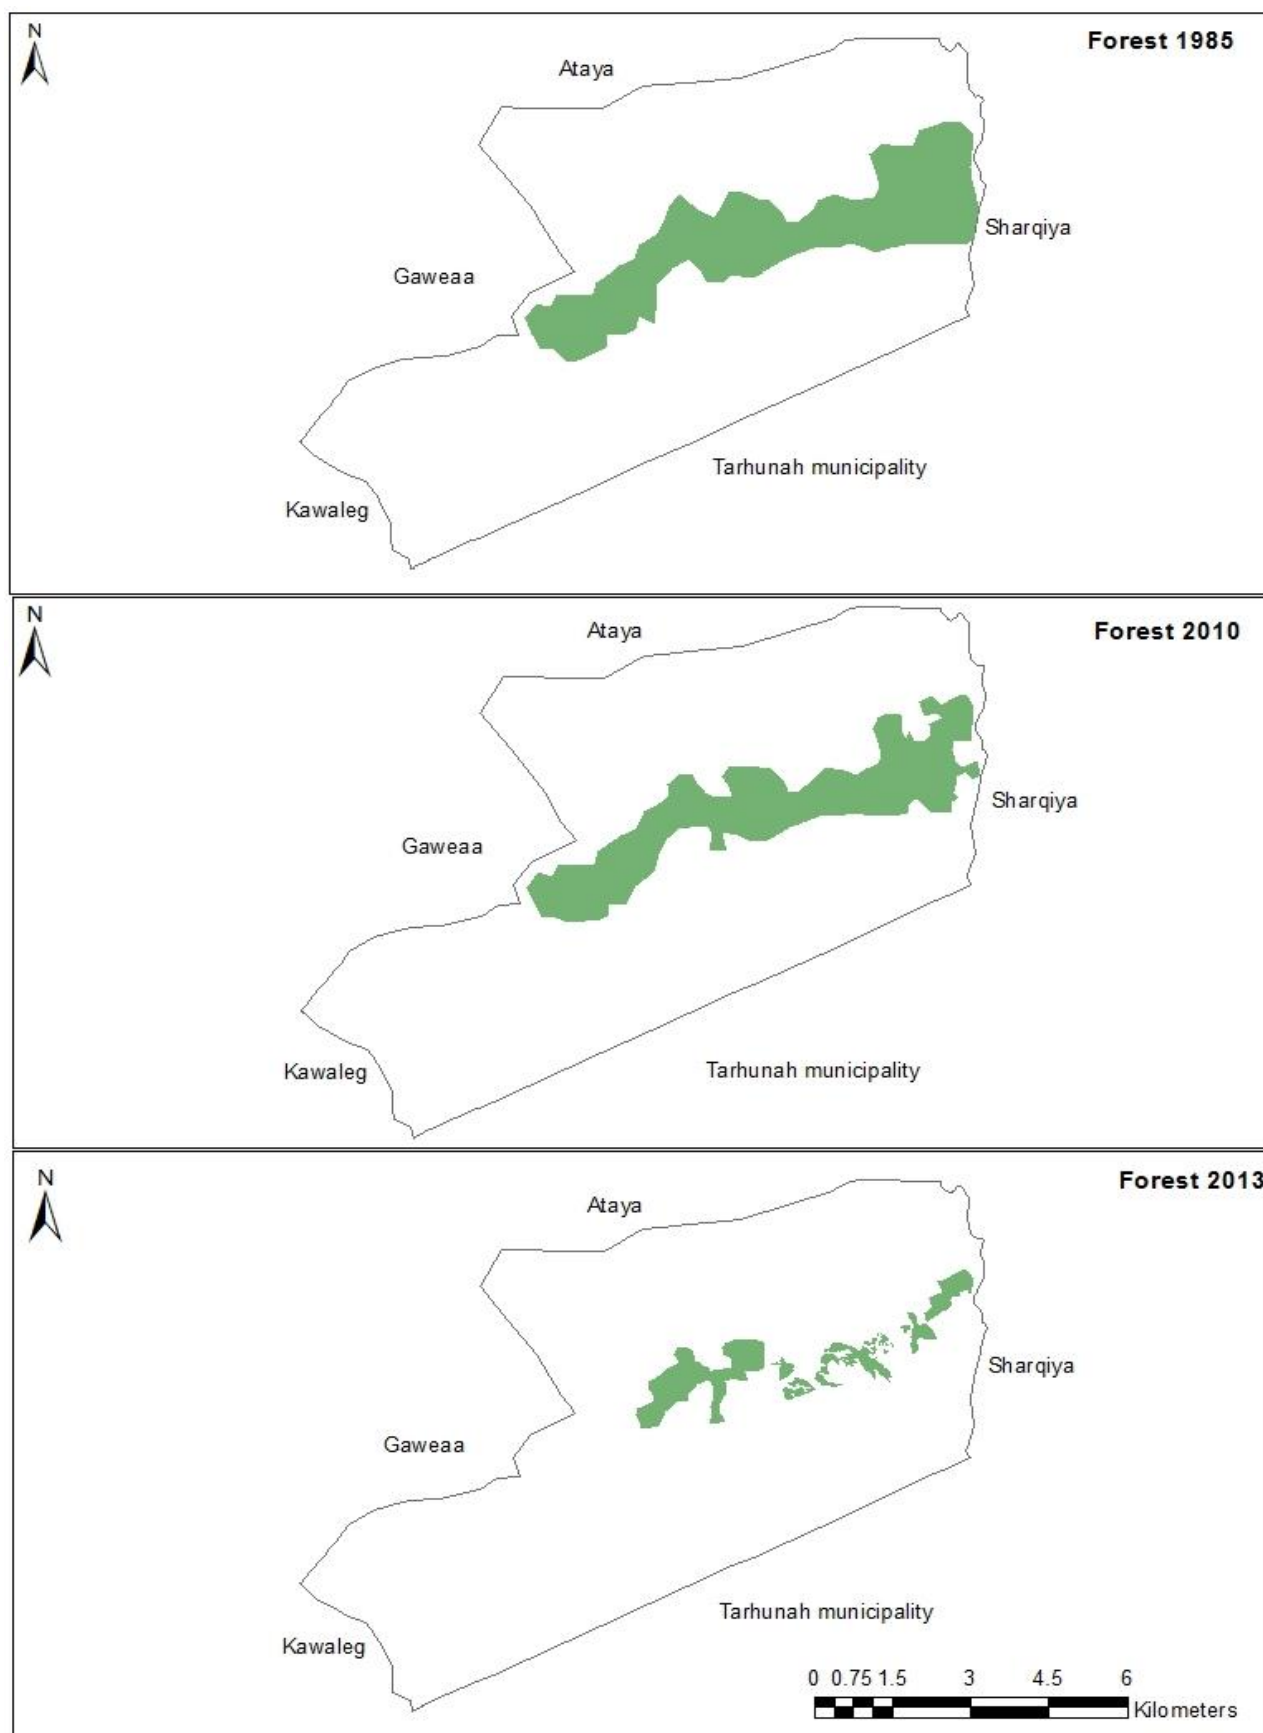 N
Forest 1985
Ataya
Sharqiya
Gaweaa
Tarhunah municipality
Kawaleg
N
Forest 2010
Ataya
Sharqiya
Gaweaa
Tarhunah municipality
Kawaleg
N
Forest 2013
Ataya
Sharqiya
Gaweaa
Tarhunah municipality
Kawaleg
0 0.75 1.5 3 4.5 6
Kilometers